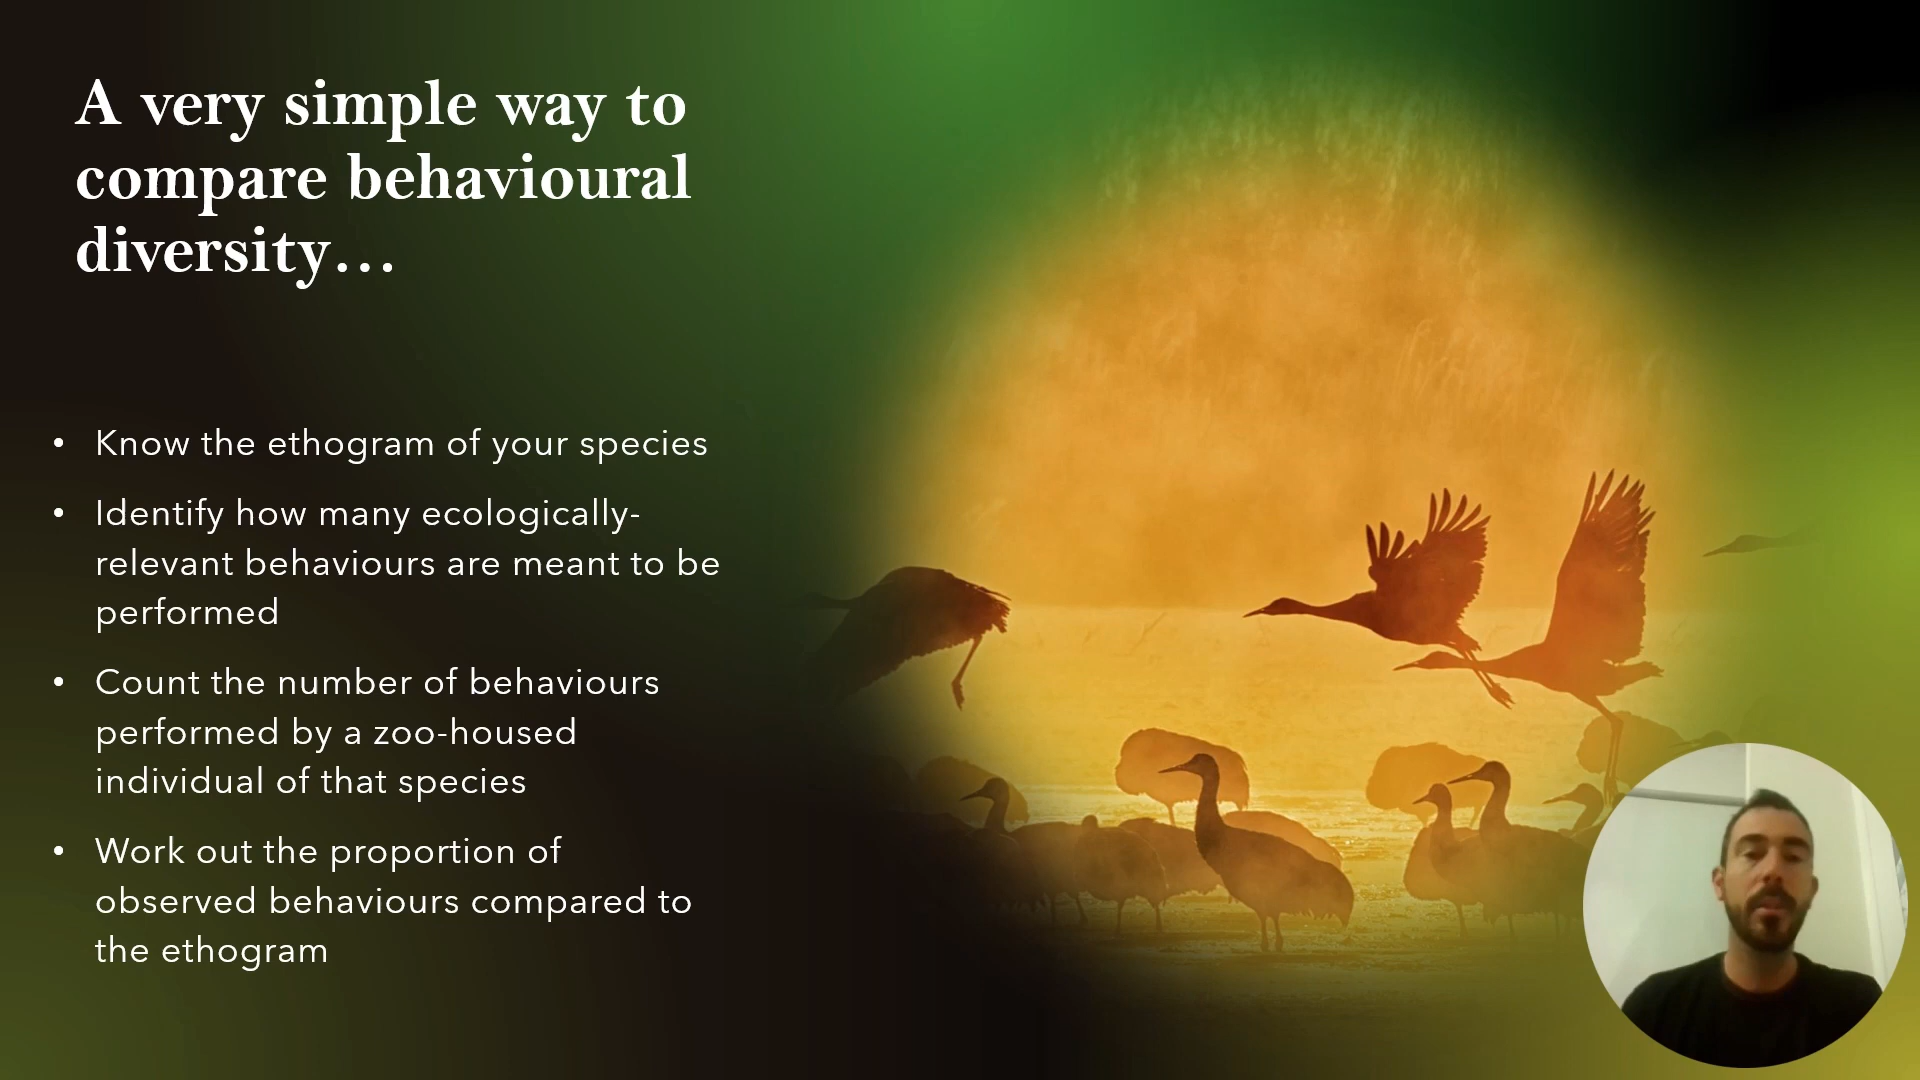 A very simple way to
compare behavioural
diversity…
• Know the ethogram of your species
• Identify how many ecologically-
relevant behaviours are meant to be
performed
• Count the number of behaviours
performed by a zoo-housed
individual of that species
• Work out the proportion of
observed behaviours compared to
the ethogram